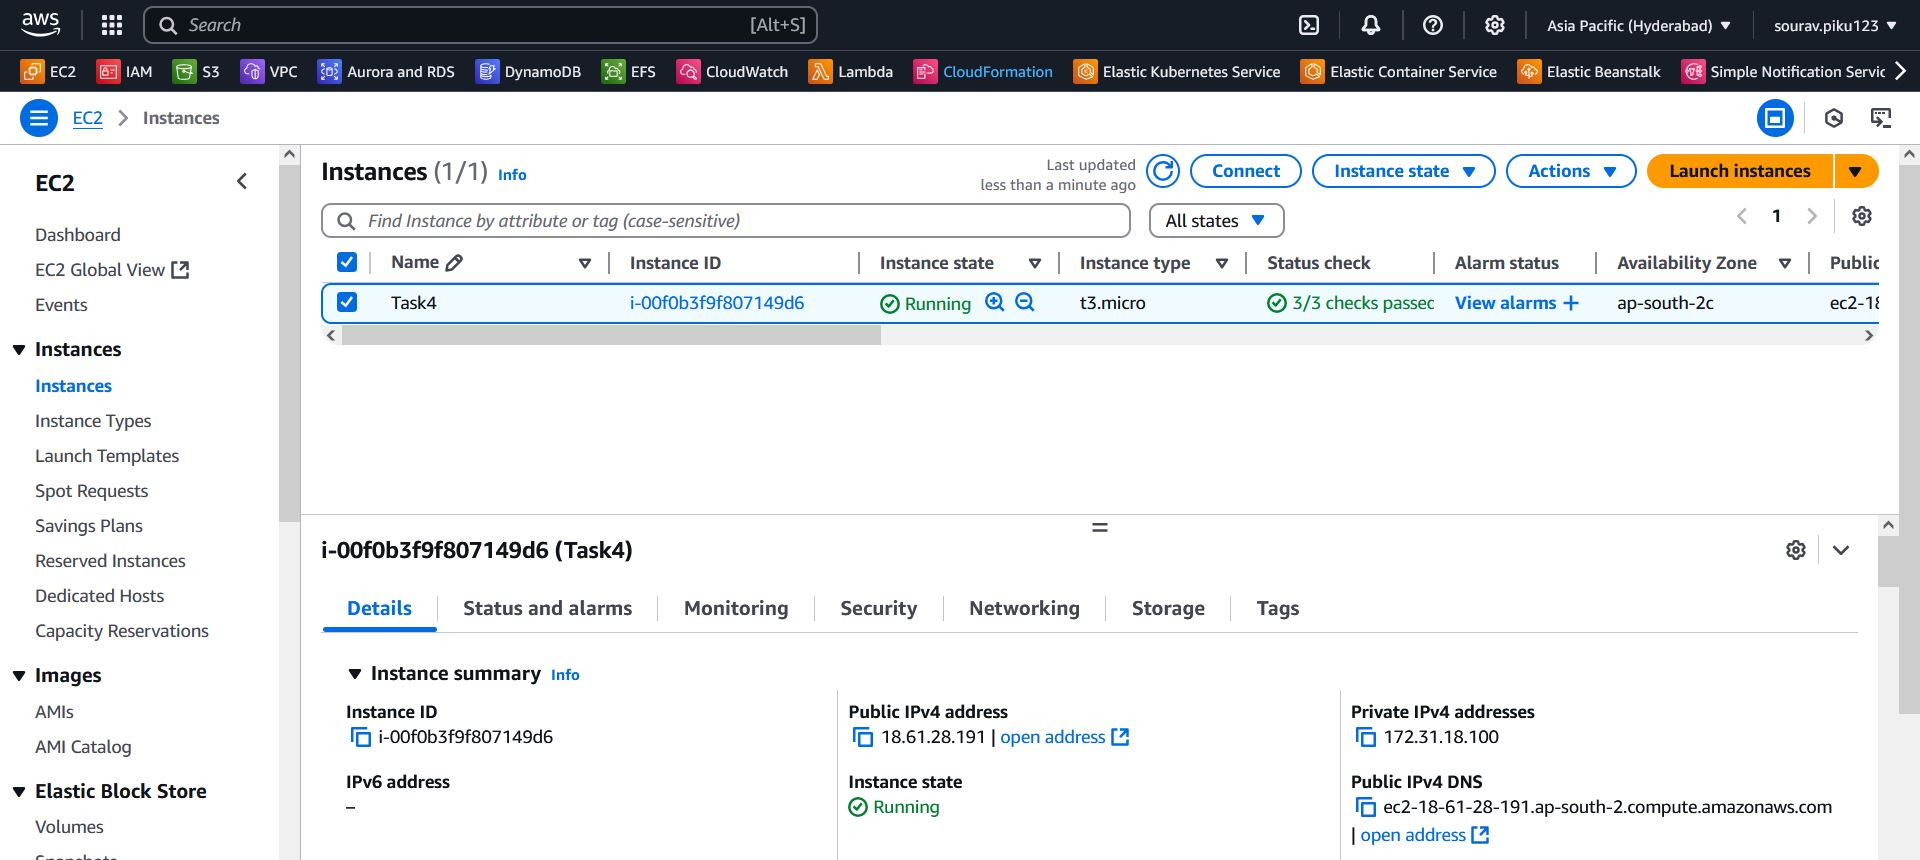 aws
Search [Alt+S]
Asia Pacific (Hyderabad)
sourav.piku123
EC2
IAM
S3
VPC
Aurora and RDS
DynamoDB
EFS
CloudWatch
Lambda
CloudFormation
Elastic Kubernetes Service
Elastic Container Service
Elastic Beanstalk
Simple Notification Servic
EC2 > Instances
EC2
Dashboard
EC2 Global View
Events
Instances
Instances
Instance Types
Launch Templates
Spot Requests
Savings Plans
Reserved Instances
Dedicated Hosts
Capacity Reservations
Images
AMIs
AMI Catalog
Elastic Block Store
Volumes
Snapshots
Instances (1/1) Info
Last updated
less than a minute ago
Connect
Instance state
Actions
Launch instances
Find Instance by attribute or tag (case-sensitive)
All states
1
Name
Instance ID
Instance state
Instance type
Status check
Alarm status
Availability Zone
Public
Task4
i-00f0b3f9f807149d6
Running
t3.micro
3/3 checks passed
View alarms +
ap-south-2c
ec2-18
i-00f0b3f9f807149d6 (Task4)
Details
Status and alarms
Monitoring
Security
Networking
Storage
Tags
Instance summary Info
Instance ID
i-00f0b3f9f807149d6
Public IPv4 address
18.61.28.191 | open address
Private IPv4 addresses
172.31.18.100
IPv6 address
–
Instance state
Running
Public IPv4 DNS
ec2-18-61-28-191.ap-south-2.compute.amazonaws.com
| open address